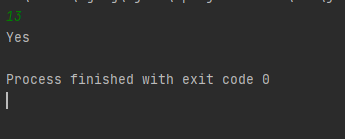 13
Yes
Process finished with exit code 0